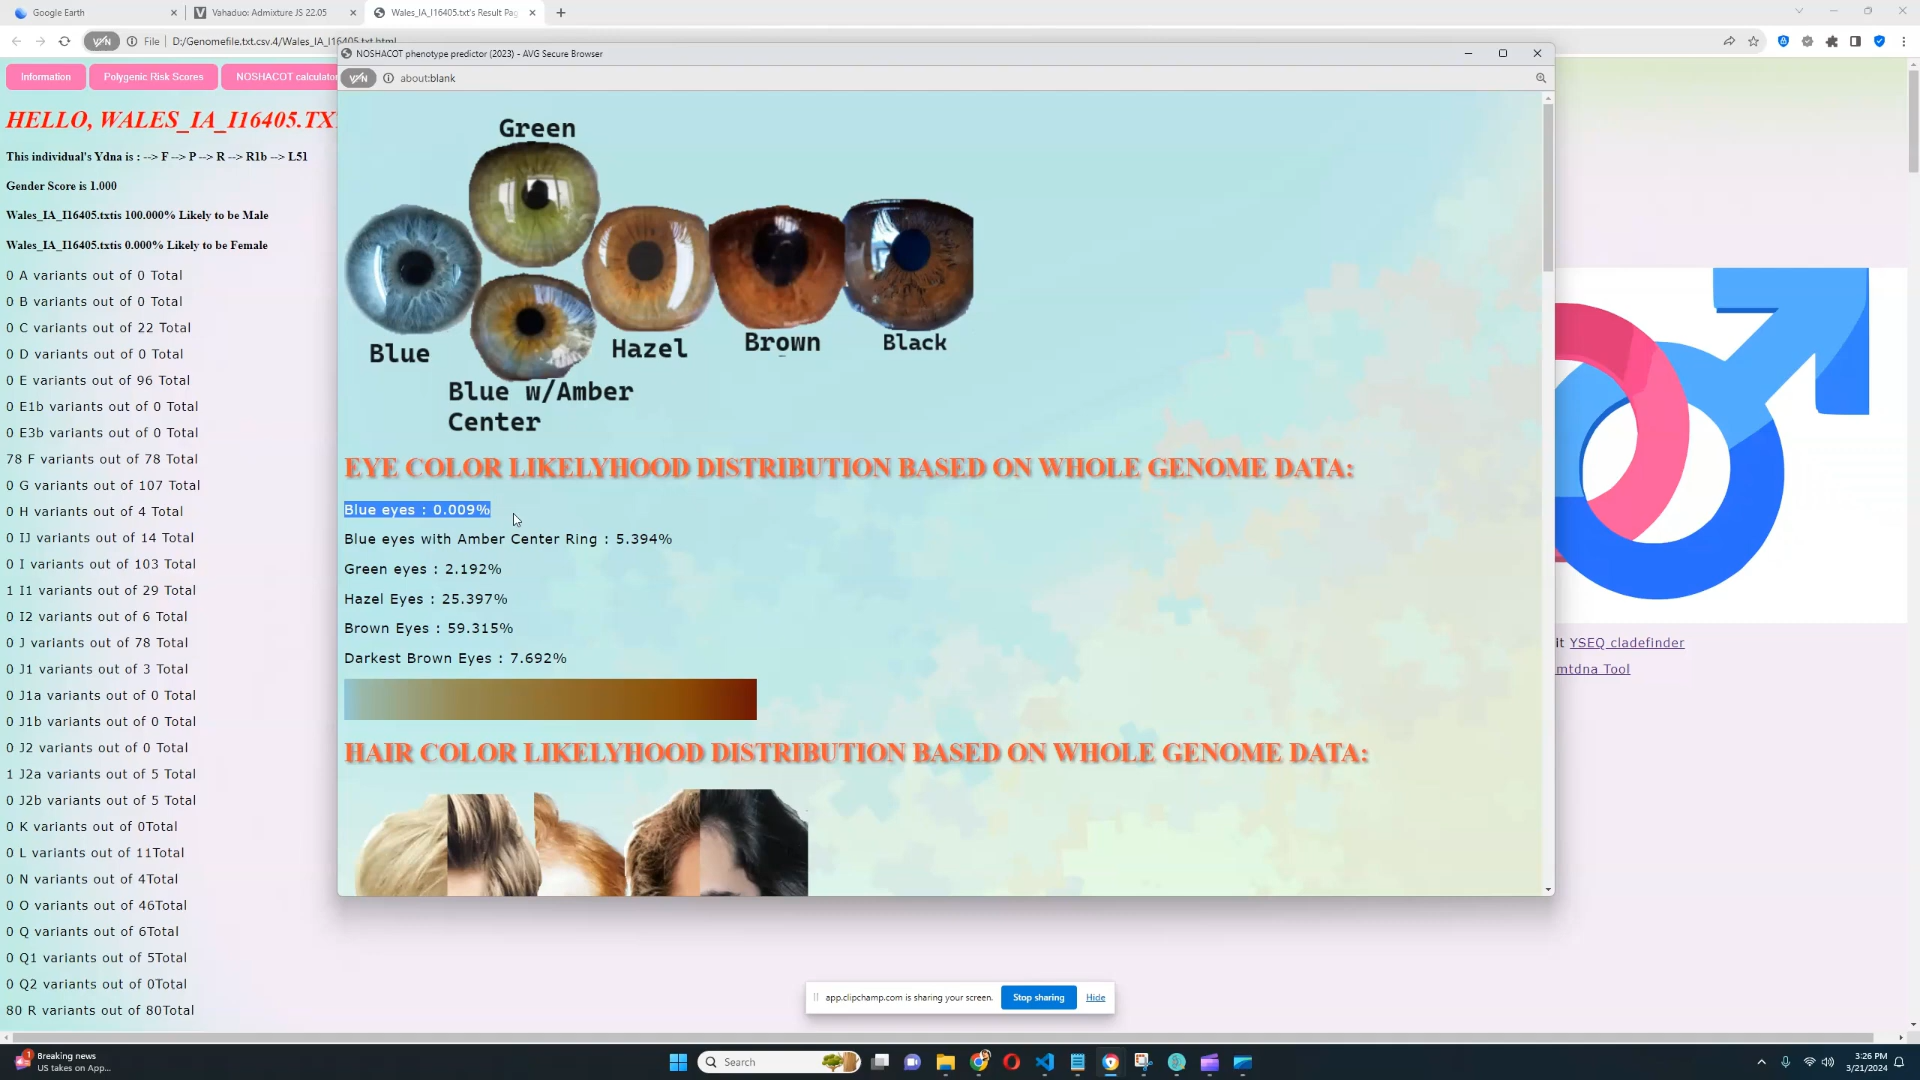 Google Earth
Vahaduo: Admixture JS 22.05
Wales_IA_I16405.txt's Result Pag
VPN
File
D:/Genomefile.txt.csv.4/Wales_IA_I16405.txt.html
Information
Polygenic Risk Scores
NOSHACOT calculator
HELLO, WALES_IA_I16405.TXT
This individual's Ydna is : --> F --> P --> R --> R1b --> L51
Gender Score is 1.000
Wales_IA_I16405.txtis 100.000% Likely to be Male
Wales_IA_I16405.txtis 0.000% Likely to be Female
0 A variants out of 0 Total
0 B variants out of 0 Total
0 C variants out of 22 Total
0 D variants out of 0 Total
0 E variants out of 96 Total
0 E1b variants out of 0 Total
0 E3b variants out of 0 Total
78 F variants out of 78 Total
0 G variants out of 107 Total
0 H variants out of 4 Total
0 IJ variants out of 14 Total
0 I variants out of 103 Total
1 I1 variants out of 29 Total
0 I2 variants out of 6 Total
0 J variants out of 78 Total
0 J1 variants out of 3 Total
0 J1a variants out of 0 Total
0 J1b variants out of 0 Total
0 J2 variants out of 0 Total
1 J2a variants out of 5 Total
0 J2b variants out of 5 Total
0 K variants out of 0Total
0 L variants out of 11Total
0 N variants out of 4Total
0 O variants out of 46Total
0 Q variants out of 6Total
0 Q1 variants out of 5Total
0 Q2 variants out of 0Total
80 R variants out of 80Total
NOSHACOT phenotype predictor (2023) - AVG Secure Browser
VPN
about:blank
Green
Blue
Blue w/Amber
Center
Hazel
Brown
Black
EYE COLOR LIKELYHOOD DISTRIBUTION BASED ON WHOLE GENOME DATA:
Blue eyes : 0.009%
Blue eyes with Amber Center Ring : 5.394%
Green eyes : 2.192%
Hazel Eyes : 25.397%
Brown Eyes : 59.315%
Darkest Brown Eyes : 7.692%
HAIR COLOR LIKELYHOOD DISTRIBUTION BASED ON WHOLE GENOME DATA:
it YSEQ cladefinder
mtdna Tool
app.clipchamp.com is sharing your screen.
Stop sharing
Hide
1
Breaking news
US takes on App...
Search
3:26 PM
3/21/2024